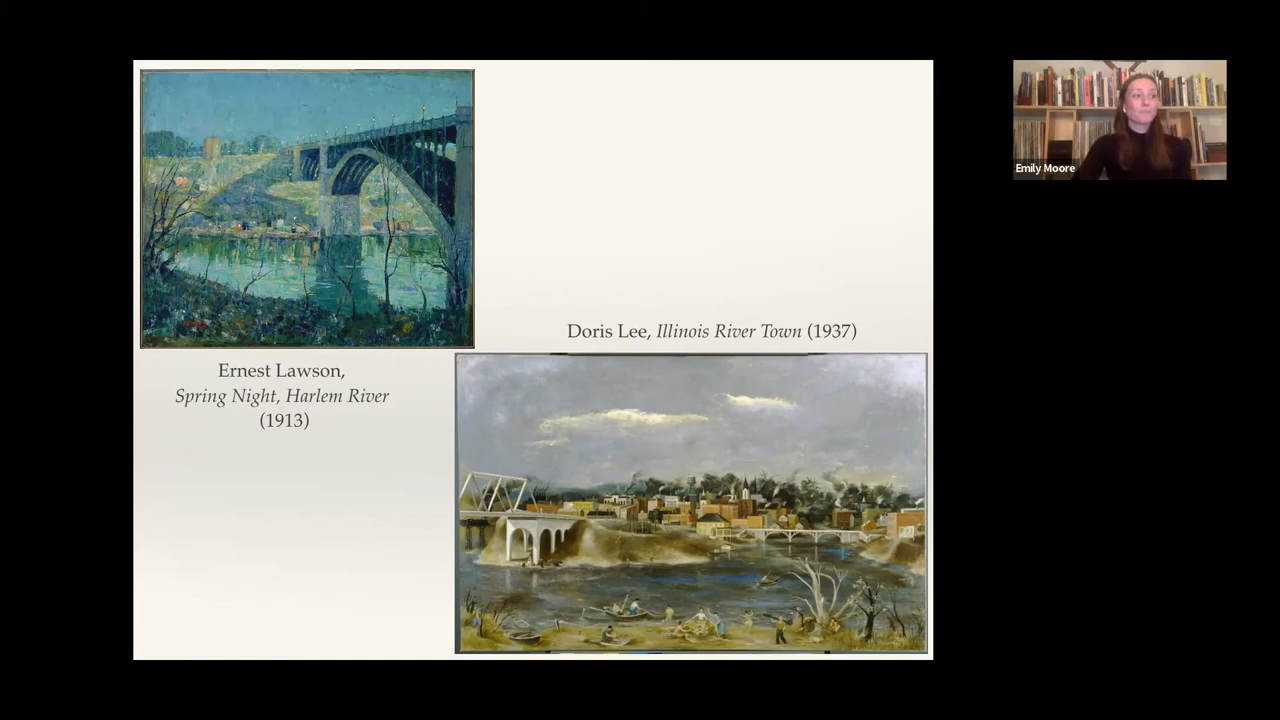 Doris Lee, Illinois River Town (1937)
Ernest Lawson,
Spring Night, Harlem River
(1913)
Emily Moore